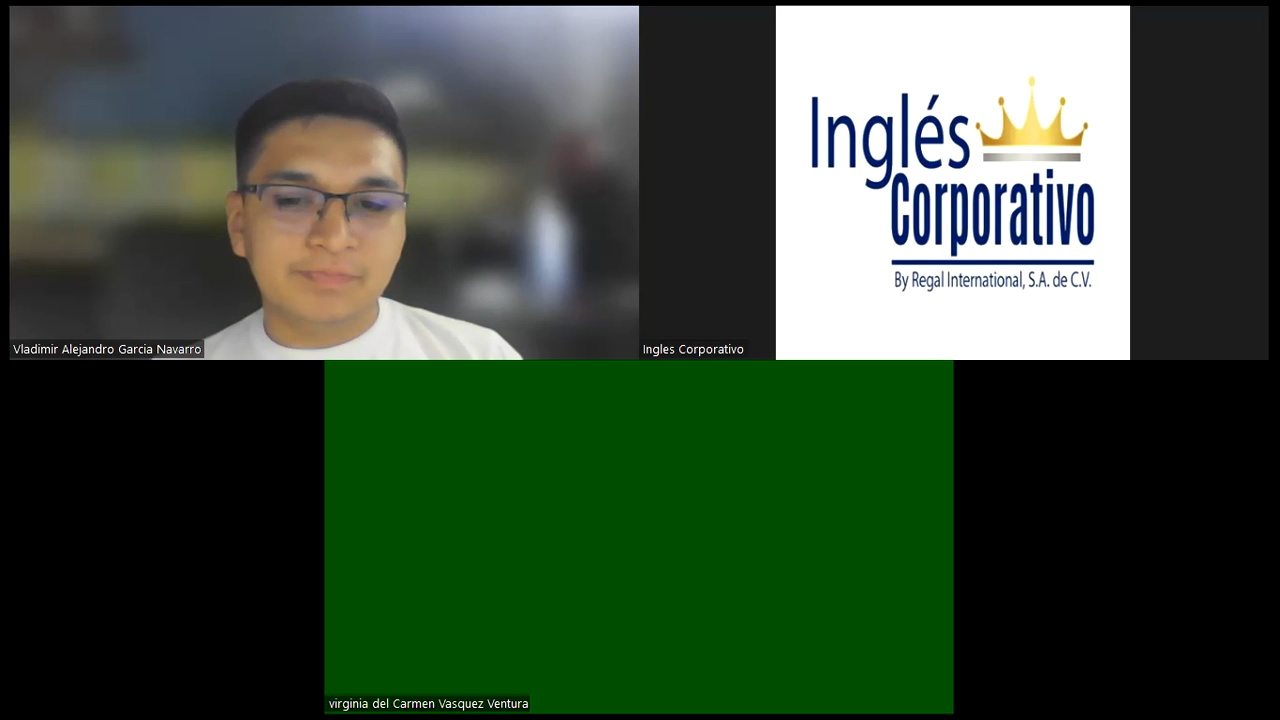 Inglés
Corporativo
By Regal International, S.A. de C.V.
Vladimir Alejandro Garcia Navarro
Ingles Corporativo
virginia del Carmen Vasquez Ventura